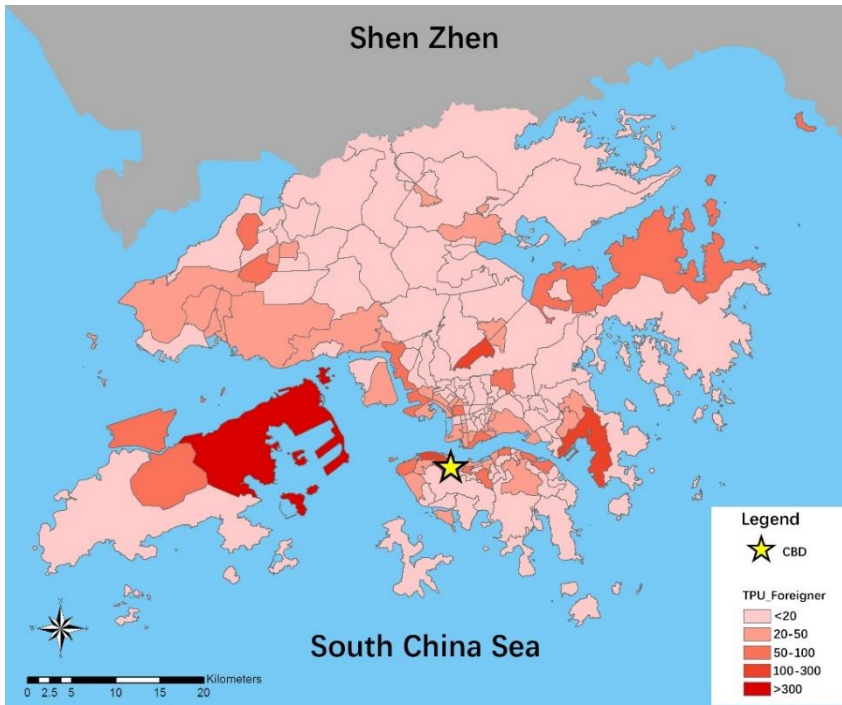 Shen Zhen
Legend
CBD
TPU_Foreigner
<20
20-50
50-100
100-300
>300
N
W
E
S
South China Sea
Kilometers
0 2.5 5 10 15 20